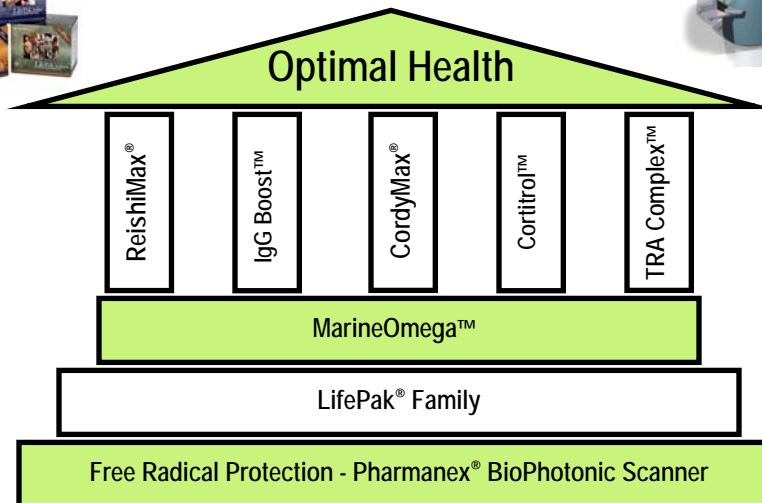 Optimal Health
ReishiMax®
IgG Boost™
CordyMax®
Cortitrol™
TRA Complex™
MarineOmega™
LifePak® Family
Free Radical Protection - Pharmanex® BioPhotonic Scanner